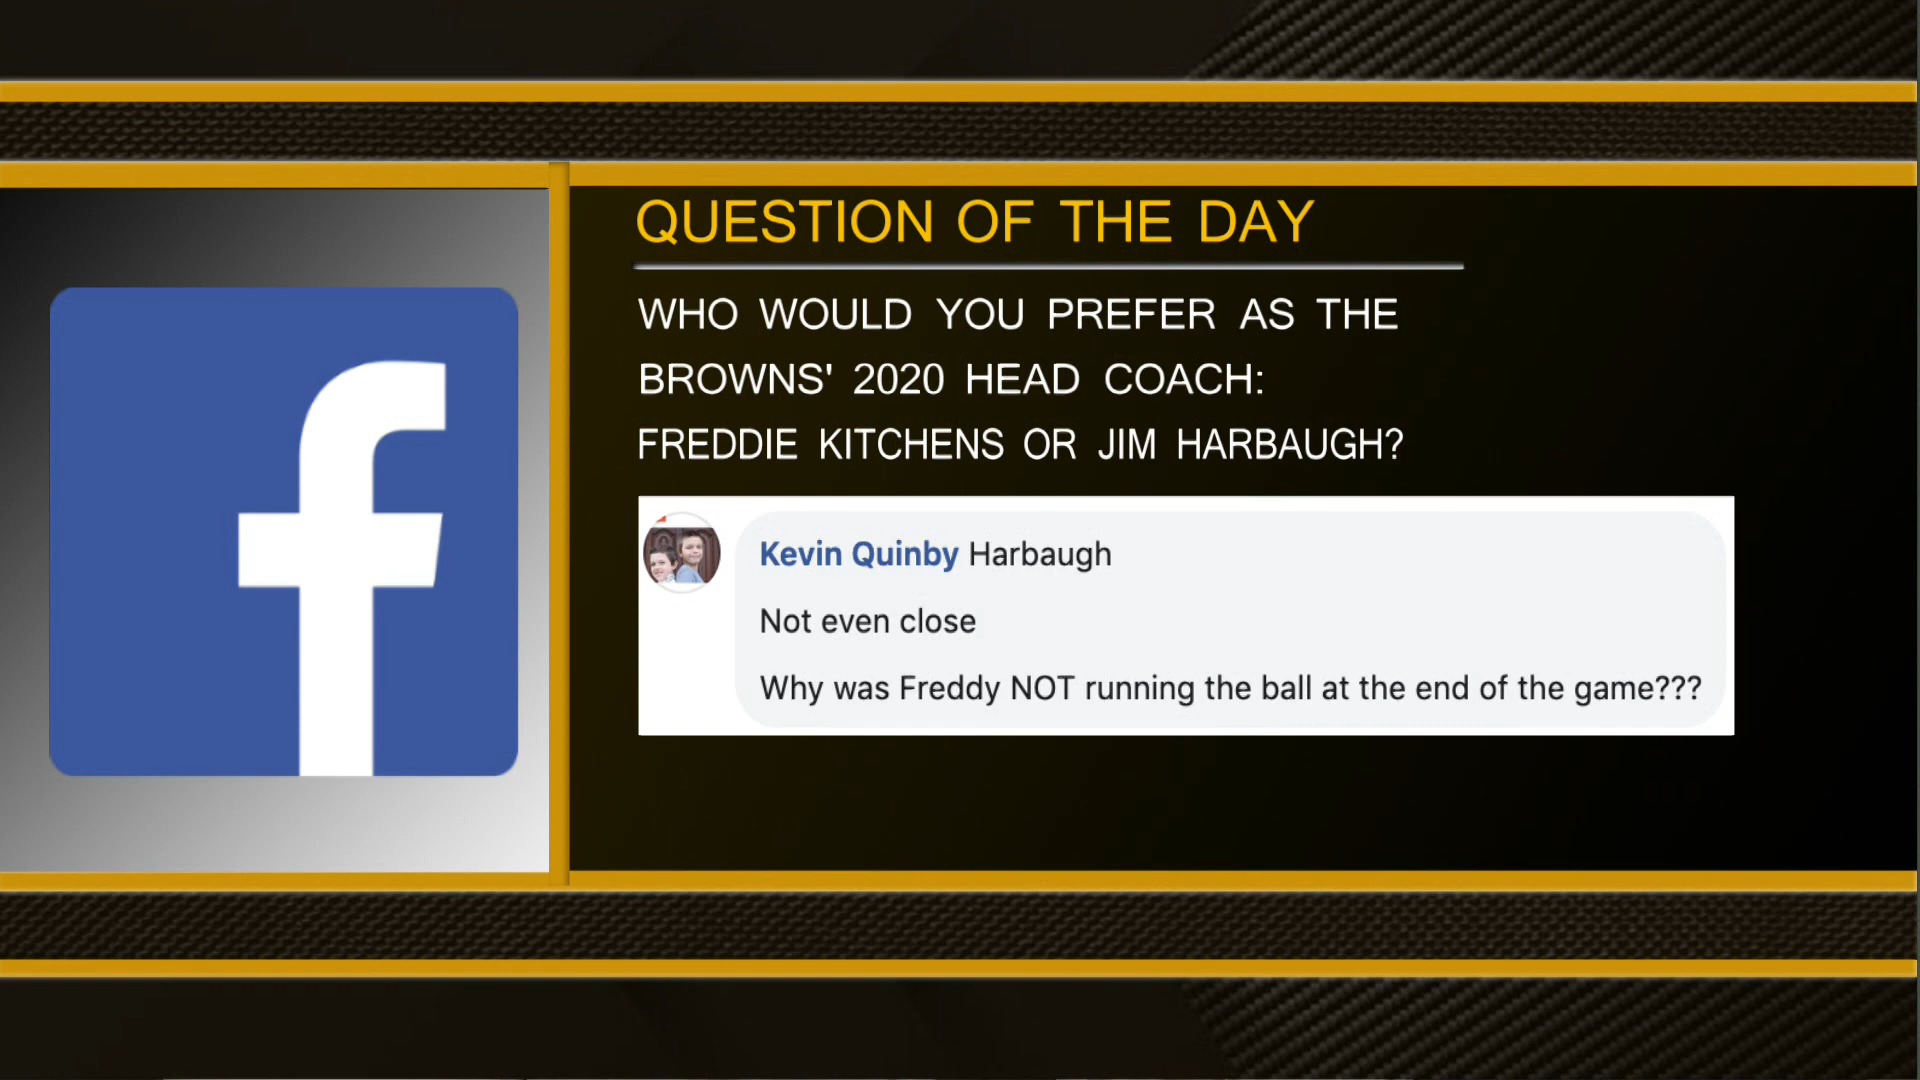 QUESTION OF THE DAY
WHO WOULD YOU PREFER AS THE
BROWNS' 2020 HEAD COACH:
FREDDIE KITCHENS OR JIM HARBAUGH?
Kevin Quinby Harbaugh
Not even close
Why was Freddy NOT running the ball at the end of the game???